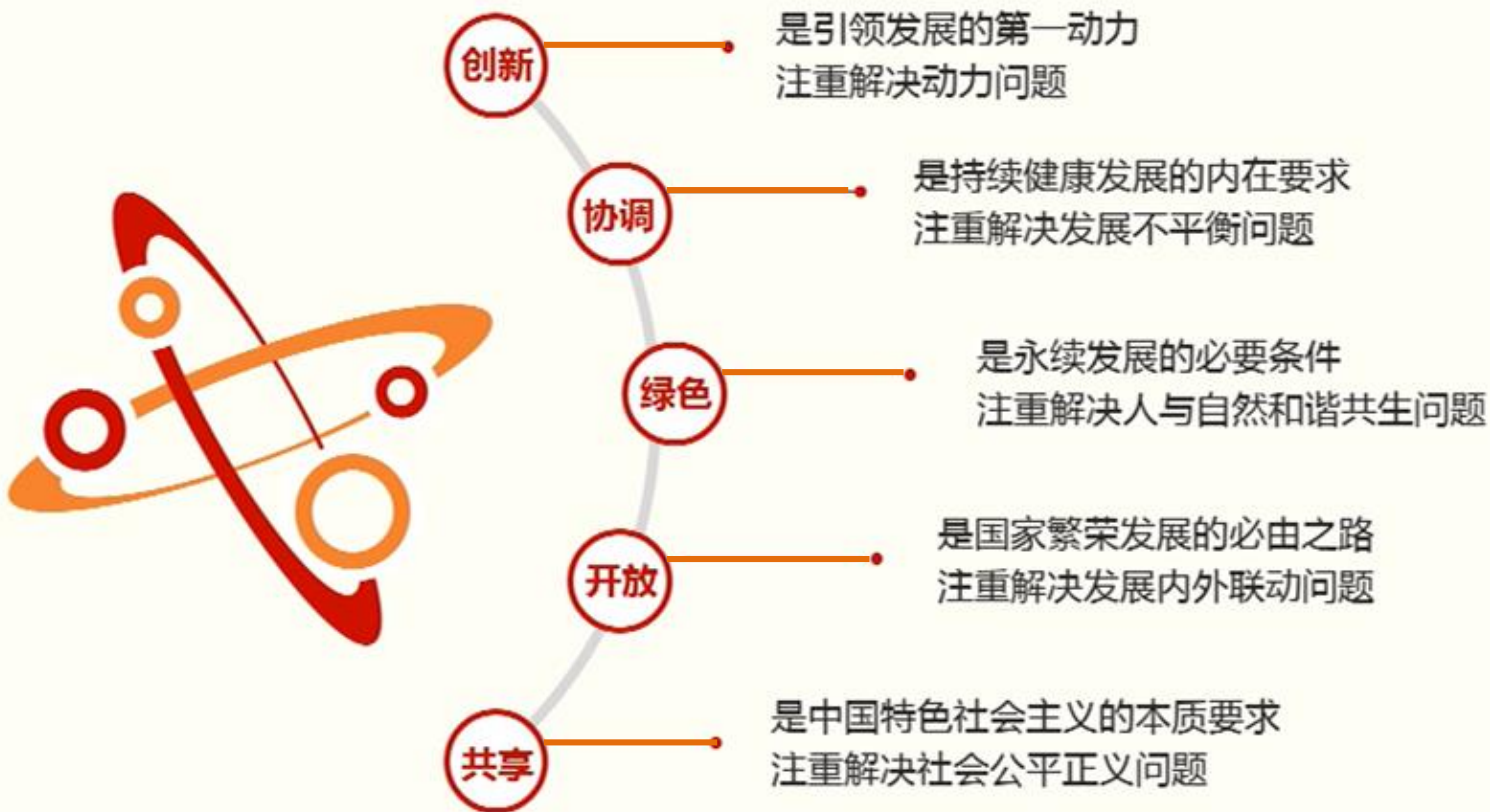 创新
是引领发展的第一动力
注重解决动力问题
协调
是持续健康发展的内在要求
注重解决发展不平衡问题
绿色
是永续发展的必要条件
注重解决人与自然和谐共生问题
开放
是国家繁荣发展的必由之路
注重解决发展内外联动问题
共享
是中国特色社会主义的本质要求
注重解决社会公平正义问题